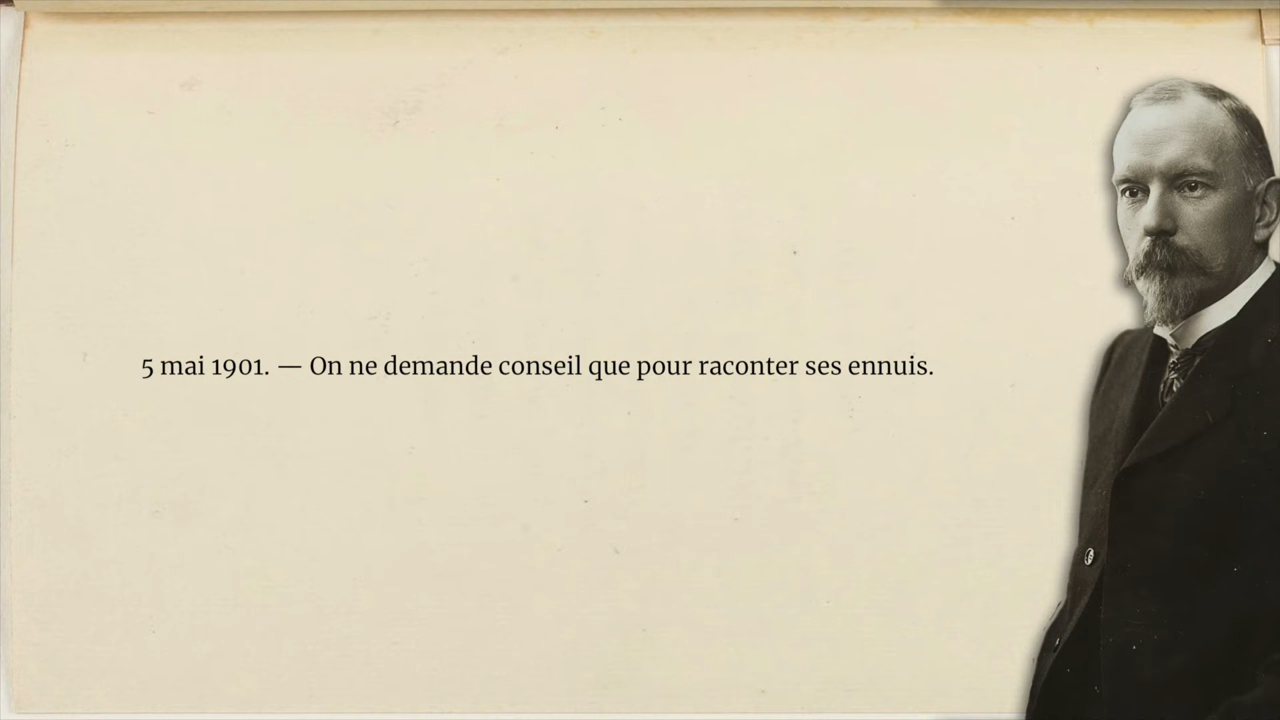 5 mai 1901. — On ne demande conseil que pour raconter ses ennuis.